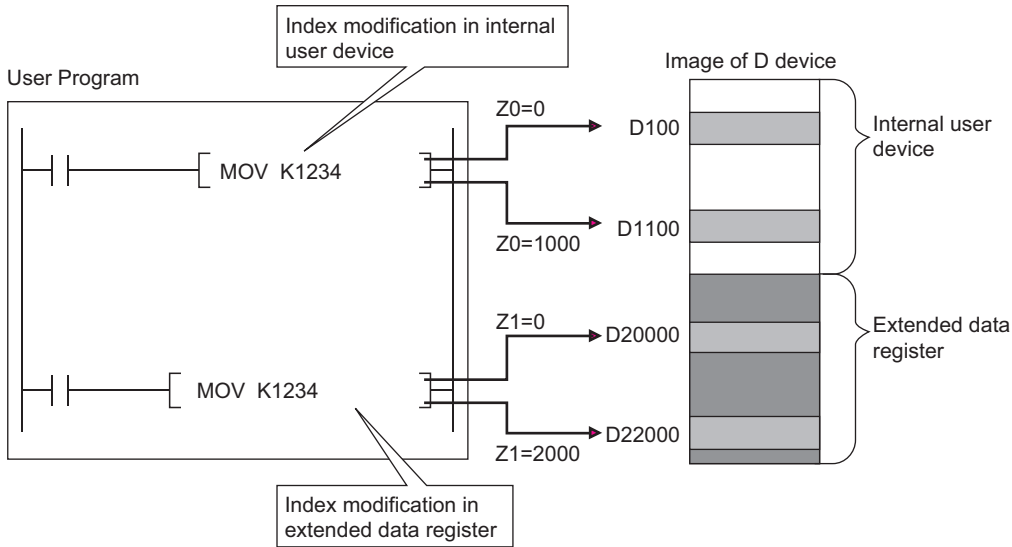 Index modification in internal
user device
User Program
Image of D device
Z0=0
D100
MOV K1234
Internal user
device
D1100
Z0=1000
Z1=0
D20000
Extended data
register
MOV K1234
D22000
Z1=2000
Index modification in
extended data register